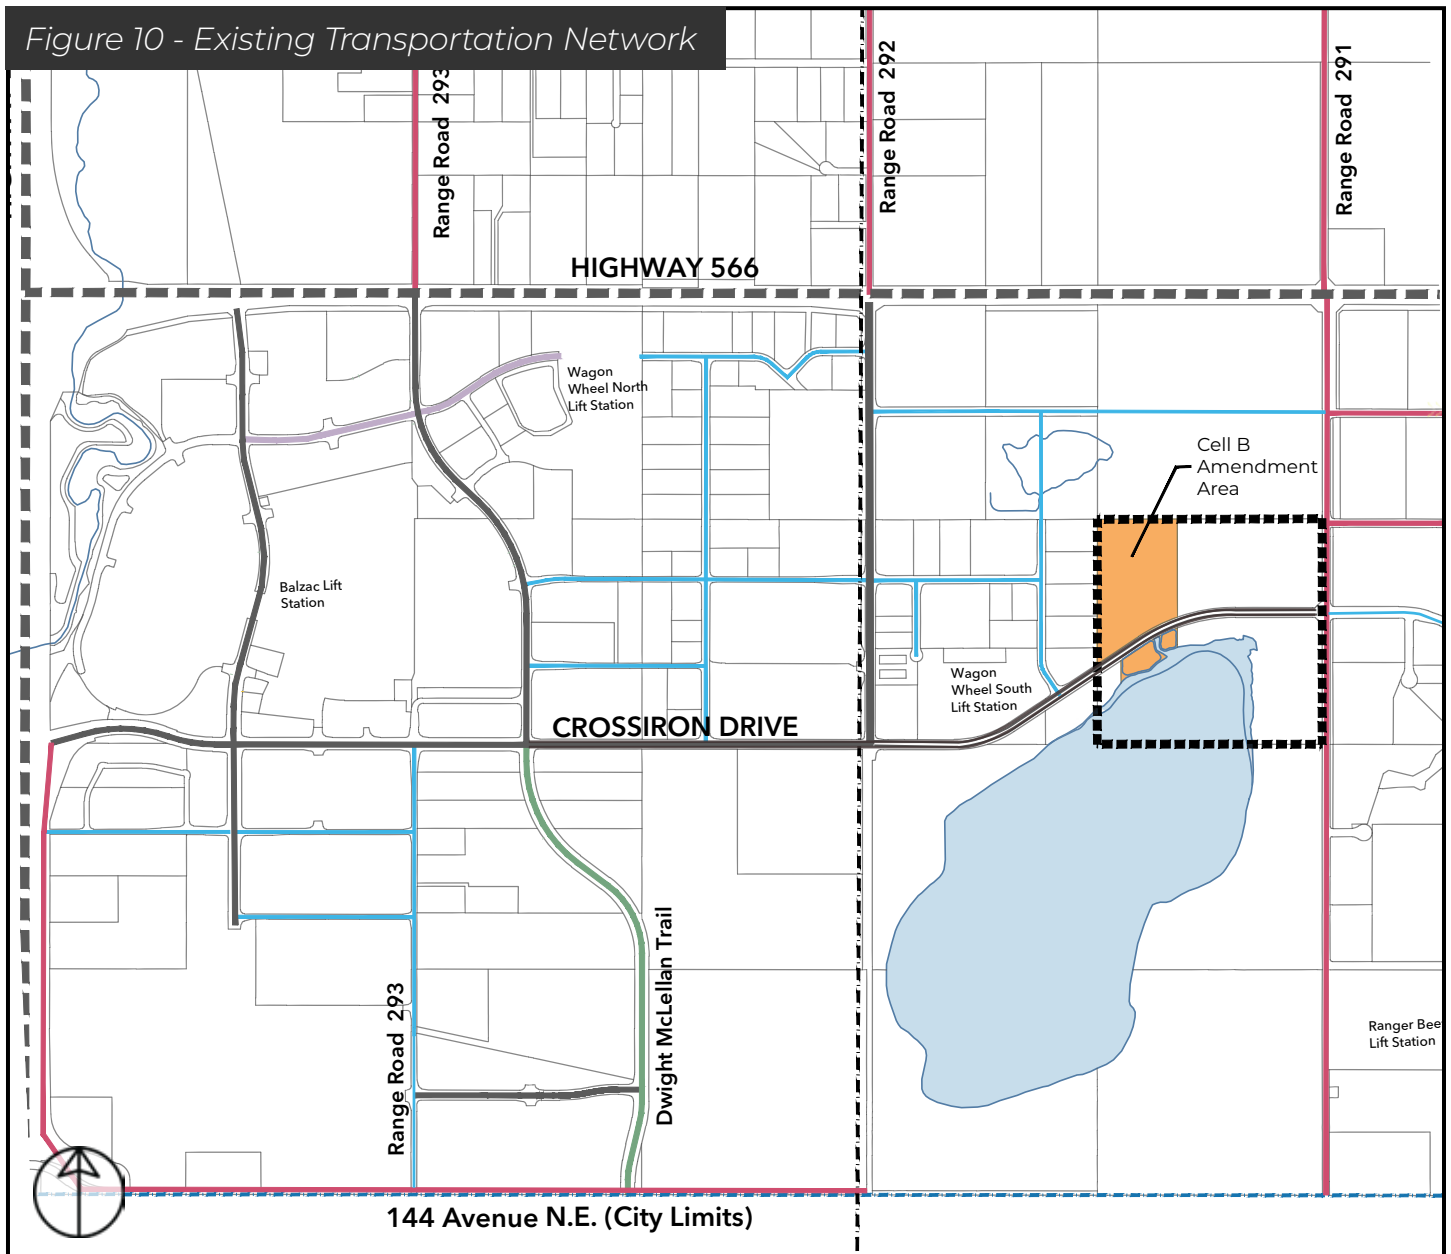 Figure 10 - Existing Transportation Network
Range Road 293
Range Road 292
Range Road 291
HIGHWAY 566
Wagon
Wheel North
Lift Station
Cell B
Amendment
Area
Balzac Lift
Station
Wagon
Wheel South
Lift Station
CROSSIRON DRIVE
Dwight McLellan Trail
Range Road 293
Ranger Bee
Lift Station
144 Avenue N.E. (City Limits)